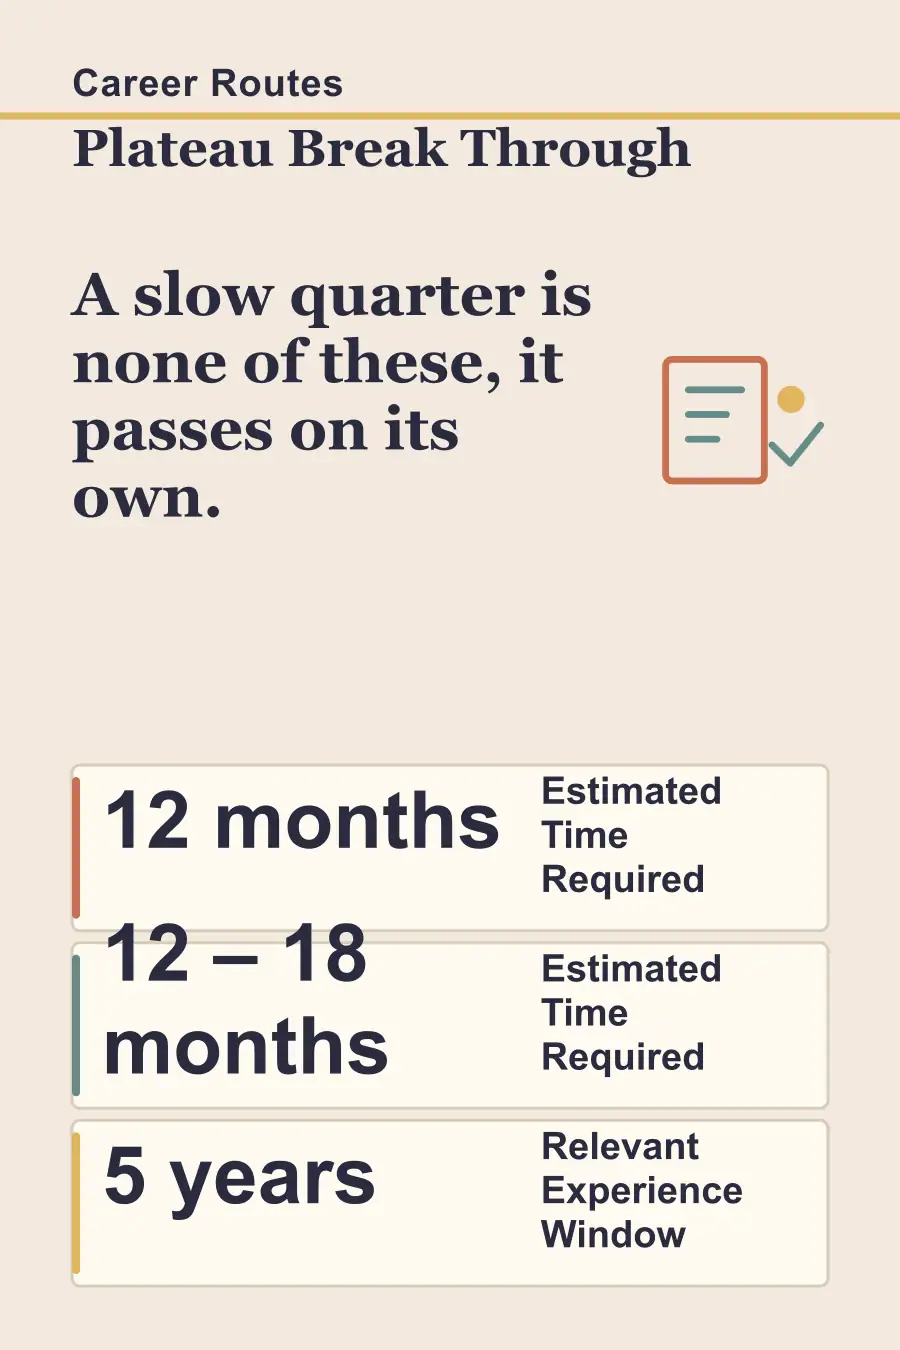 Career Routes
Plateau Break Through
A slow quarter is
none of these, it
passes on its
own.
12 months
Estimated
Time
Required
12 – 18
months
Estimated
Time
Required
5 years
Relevant
Experience
Window